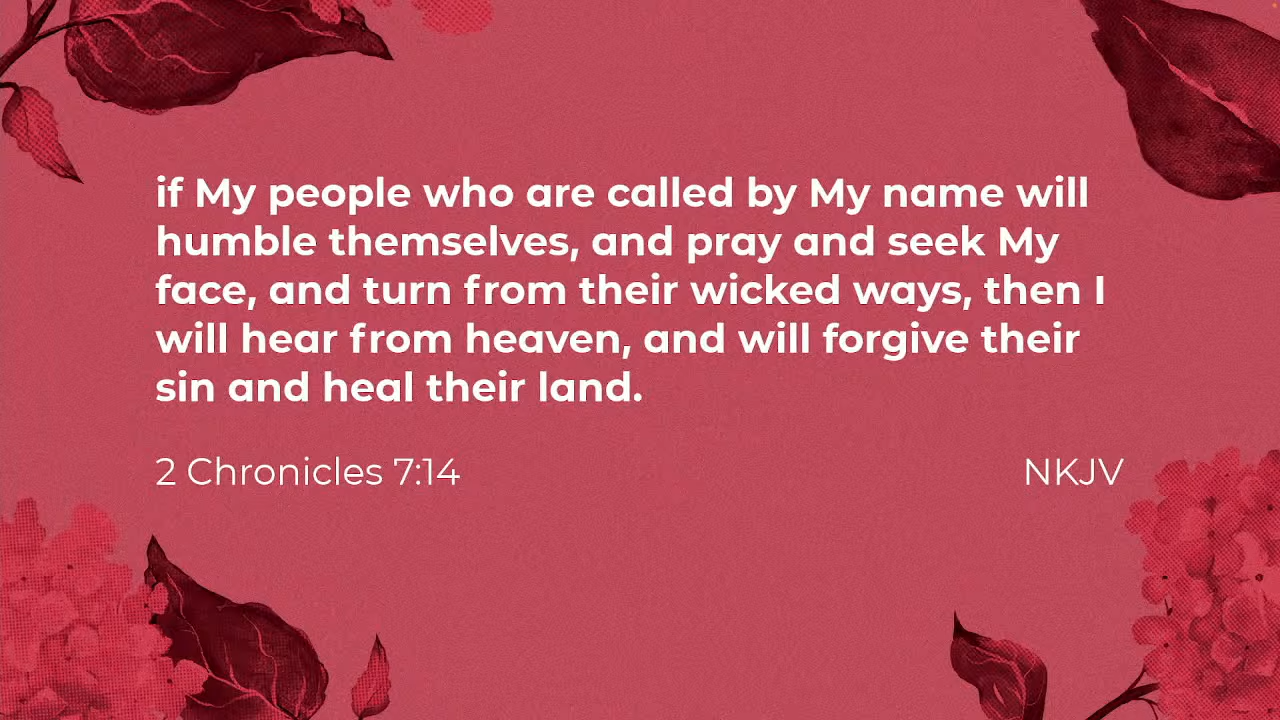 if My people who are called by My name will
humble themselves, and pray and seek My
face, and turn from their wicked ways, then I
will hear from heaven, and will forgive their
sin and heal their land.
2 Chronicles 7:14
NKJV